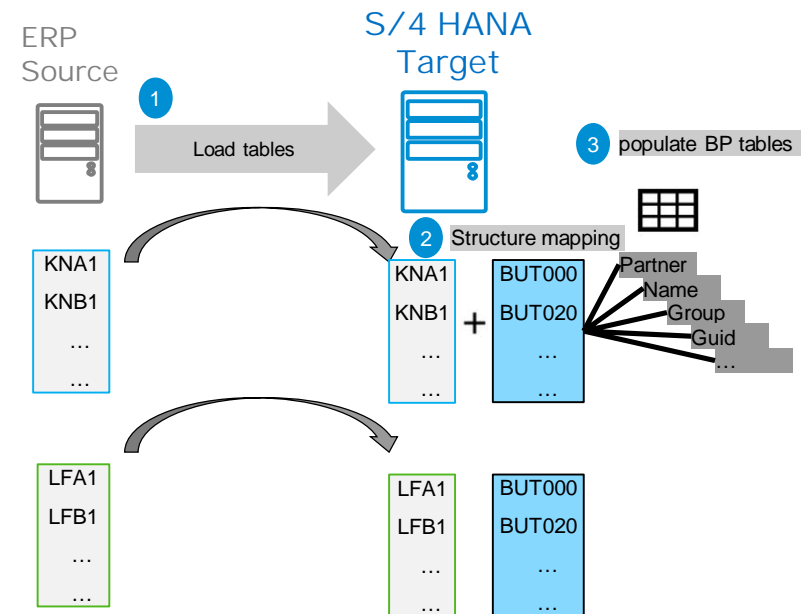 ERP
Source
S/4 HANA
Target
1
Load tables
3
populate BP tables
2
Structure mapping
KNA1
KNB1
…
…
KNA1
KNB1
…
…
+
BUT000
BUT020
…
…
Partner
Name
Group
Guid
…
LFA1
LFB1
…
…
LFA1
LFB1
…
…
BUT000
BUT020
…
…